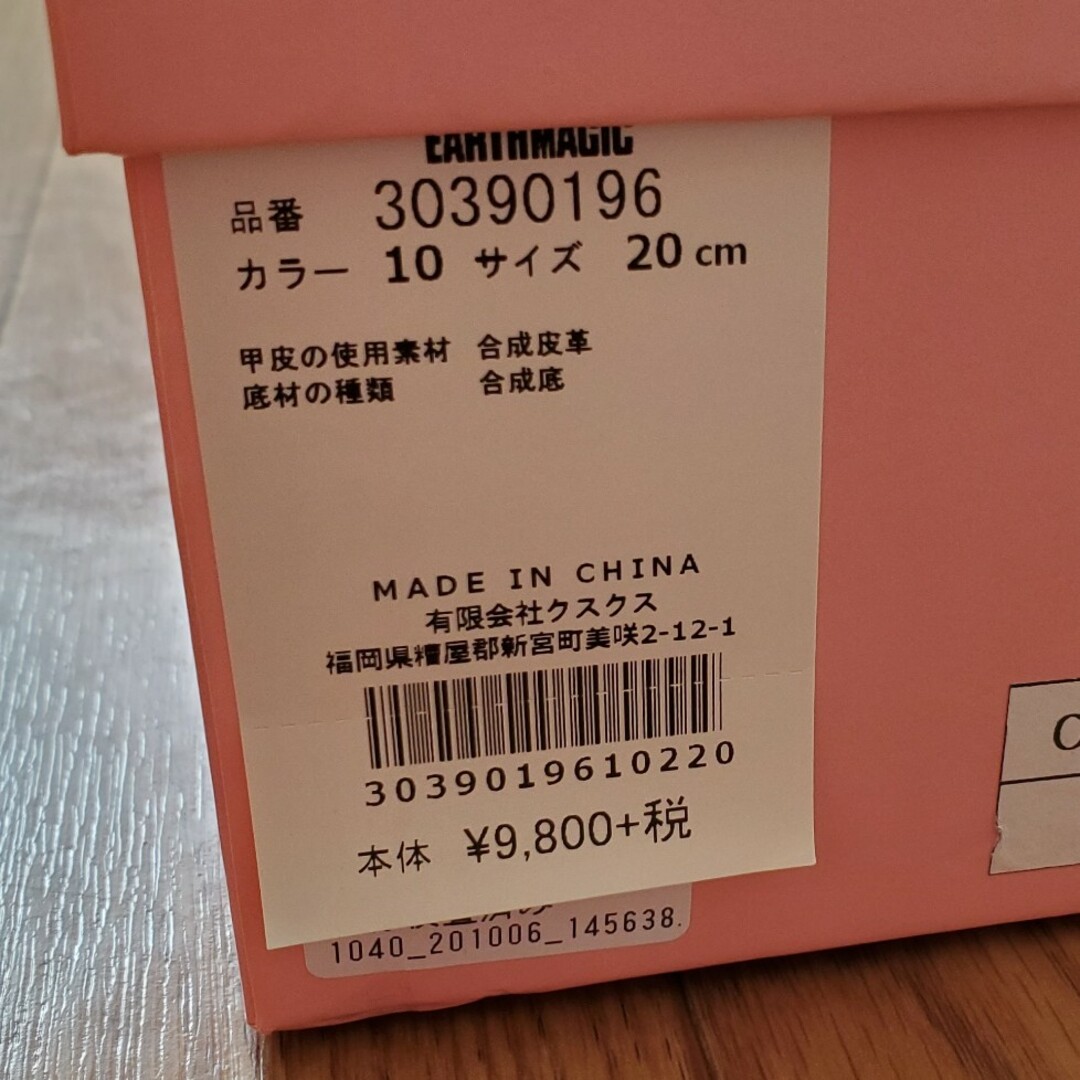 EARTHMAGIC
品番 30390196
カラー 10 サイズ 20 cm
甲皮の使用素材 合成皮革
底材の種類 合成底
MADE IN CHINA
有限会社クスクス
福岡県糟屋郡新宮町美咲2-12-1
3039019610220
本体 ¥9,800+税
1040_201006_145638.